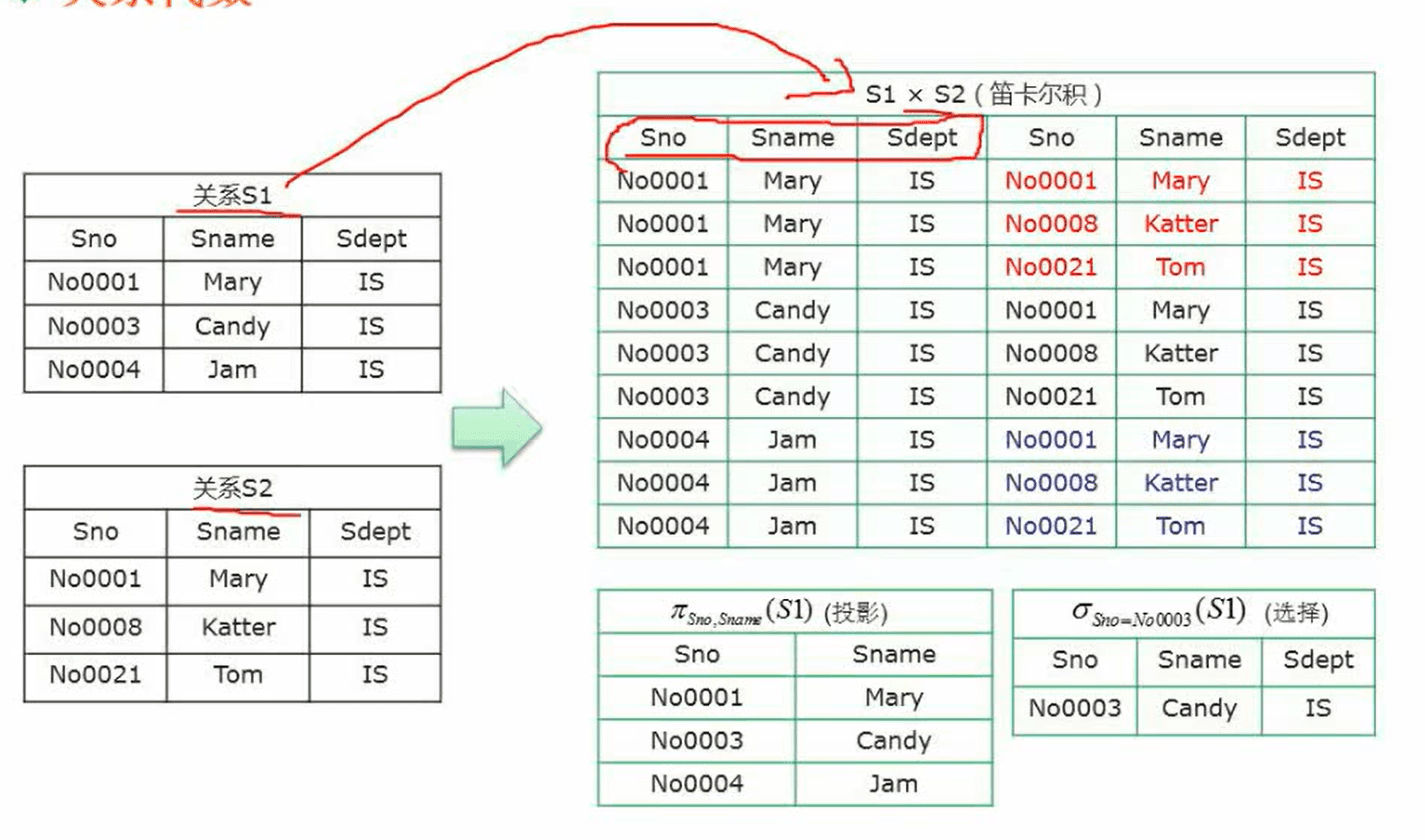 关系代数
关系S1
Sno Sname Sdept
No0001 Mary IS
No0003 Candy IS
No0004 Jam IS
关系S2
Sno Sname Sdept
No0001 Mary IS
No0008 Katter IS
No0021 Tom IS
S1 × S2 ( 笛卡尔积 )
Sno Sname Sdept Sno Sname Sdept
No0001 Mary IS No0001 Mary IS
No0001 Mary IS No0008 Katter IS
No0001 Mary IS No0021 Tom IS
No0003 Candy IS No0001 Mary IS
No0003 Candy IS No0008 Katter IS
No0003 Candy IS No0021 Tom IS
No0004 Jam IS No0001 Mary IS
No0004 Jam IS No0008 Katter IS
No0004 Jam IS No0021 Tom IS
π Sno,Sname (S1) (投影)
Sno Sname
No0001 Mary
No0003 Candy
No0004 Jam
σ Sno=No0003 (S1) (选择)
Sno Sname Sdept
No0003 Candy IS